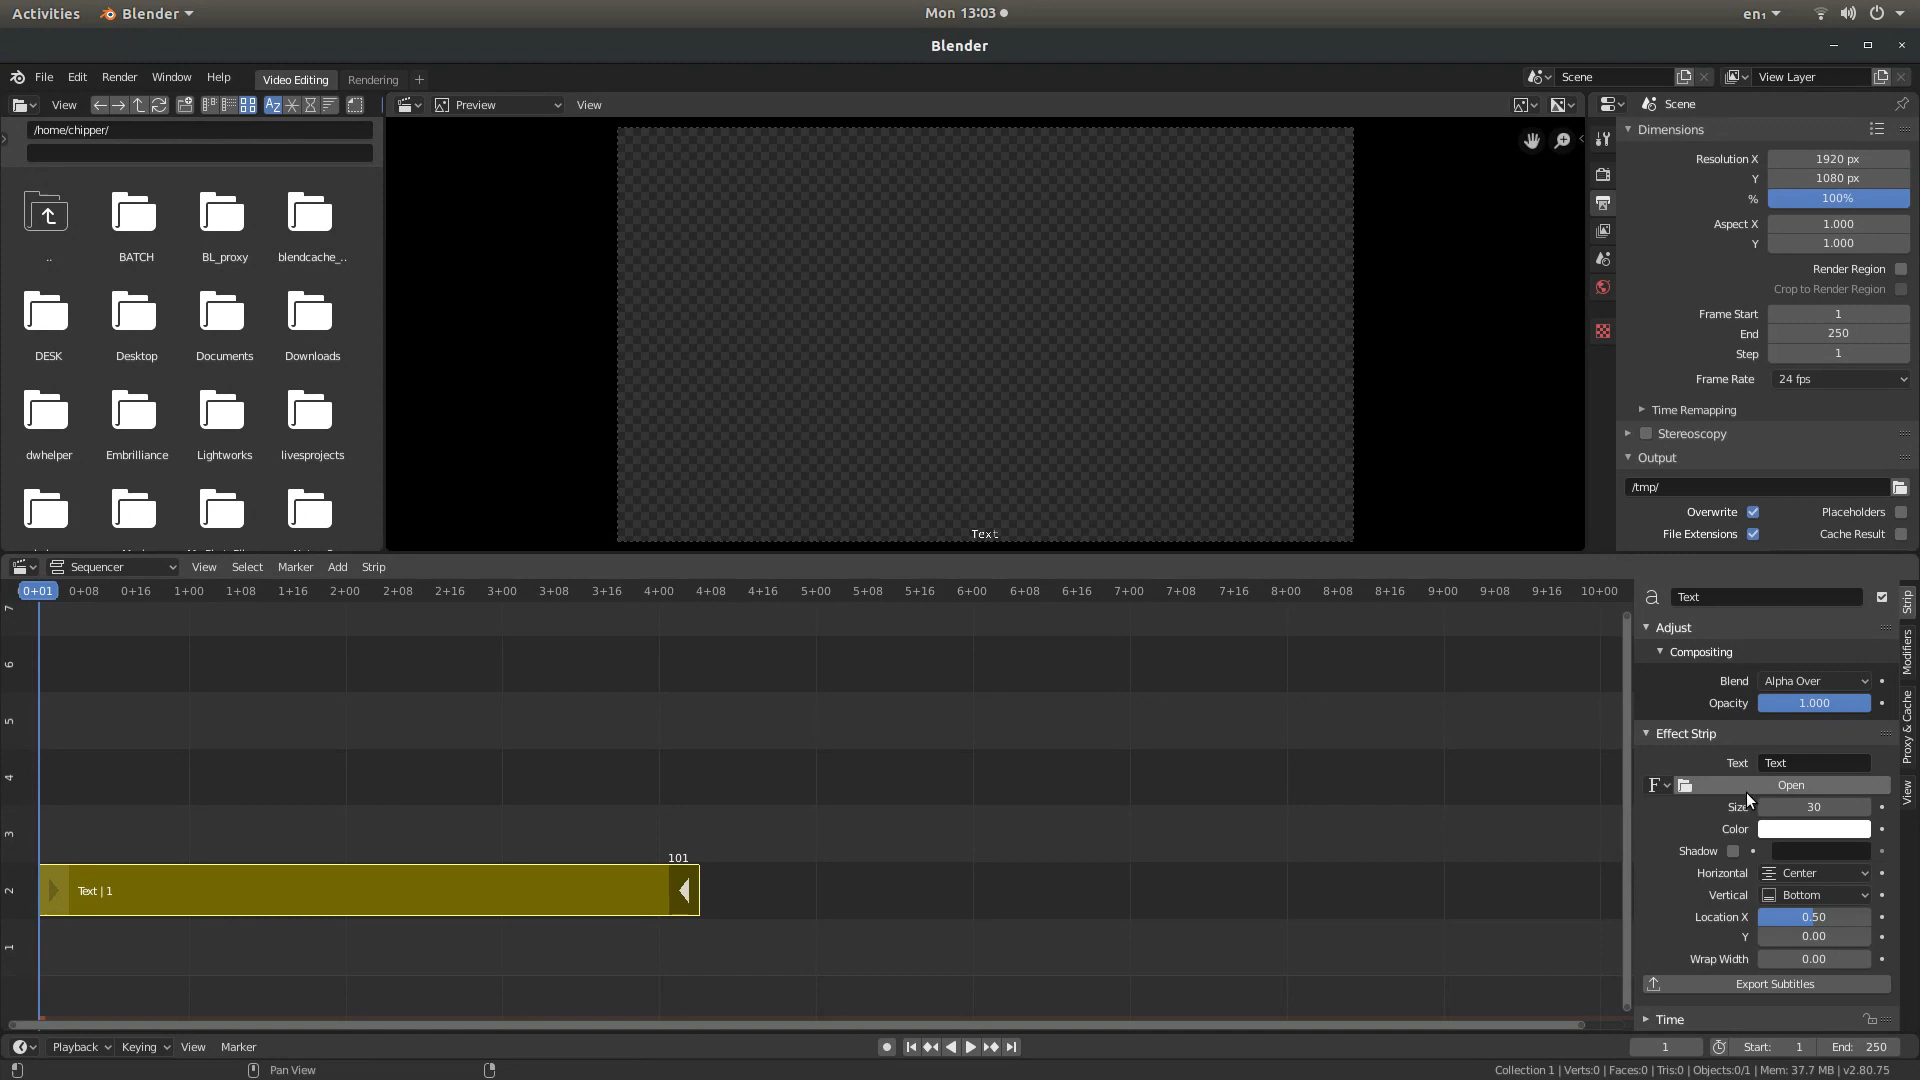 Activities Blender Mon 13:03 en₁
Blender
File Edit Render Window Help Video Editing Rendering + Scene View Layer
View Preview View Scene
/home/chipper/
.. BATCH BL_proxy blendcache_..
DESK Desktop Documents Downloads
dwhelper Embrilliance Lightworks livesprojects
Text
Dimensions
Resolution X 1920 px
Y 1080 px
% 100%
Aspect X 1.000
Y 1.000
Render Region
Crop to Render Region
Frame Start 1
End 250
Step 1
Frame Rate 24 fps
Time Remapping
Stereoscopy
Output
/tmp/
Overwrite Placeholders
File Extensions Cache Result
Sequencer View Select Marker Add Strip
0+01 0+08 0+16 1+00 1+08 1+16 2+00 2+08 2+16 3+00 3+08 3+16 4+00 4+08 4+16 5+00 5+08 5+16 6+00 6+08 6+16 7+00 7+08 7+16 8+00 8+08 8+16 9+00 9+08 9+16 10+00
7
6
5
4
3
2
1
101
Text | 1
Text
Adjust
Compositing
Blend Alpha Over
Opacity 1.000
Effect Strip
Text Text
F Open
Size 30
Color
Shadow
Horizontal Center
Vertical Bottom
Location X 0.50
Y 0.00
Wrap Width 0.00
Export Subtitles
Time
Strip
Modifiers
Proxy & Cache
View
Playback Keying View Marker 1 Start: 1 End: 250
Pan View Collection 1 | Verts:0 | Faces:0 | Tris:0 | Objects:0/1 | Mem: 37.7 MB | v2.80.75